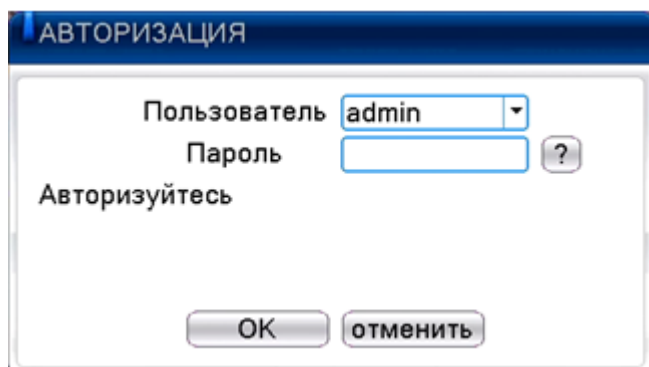 АВТОРИЗАЦИЯ
Пользователь admin
Пароль ?
Авторизуйтесь
OK отменить